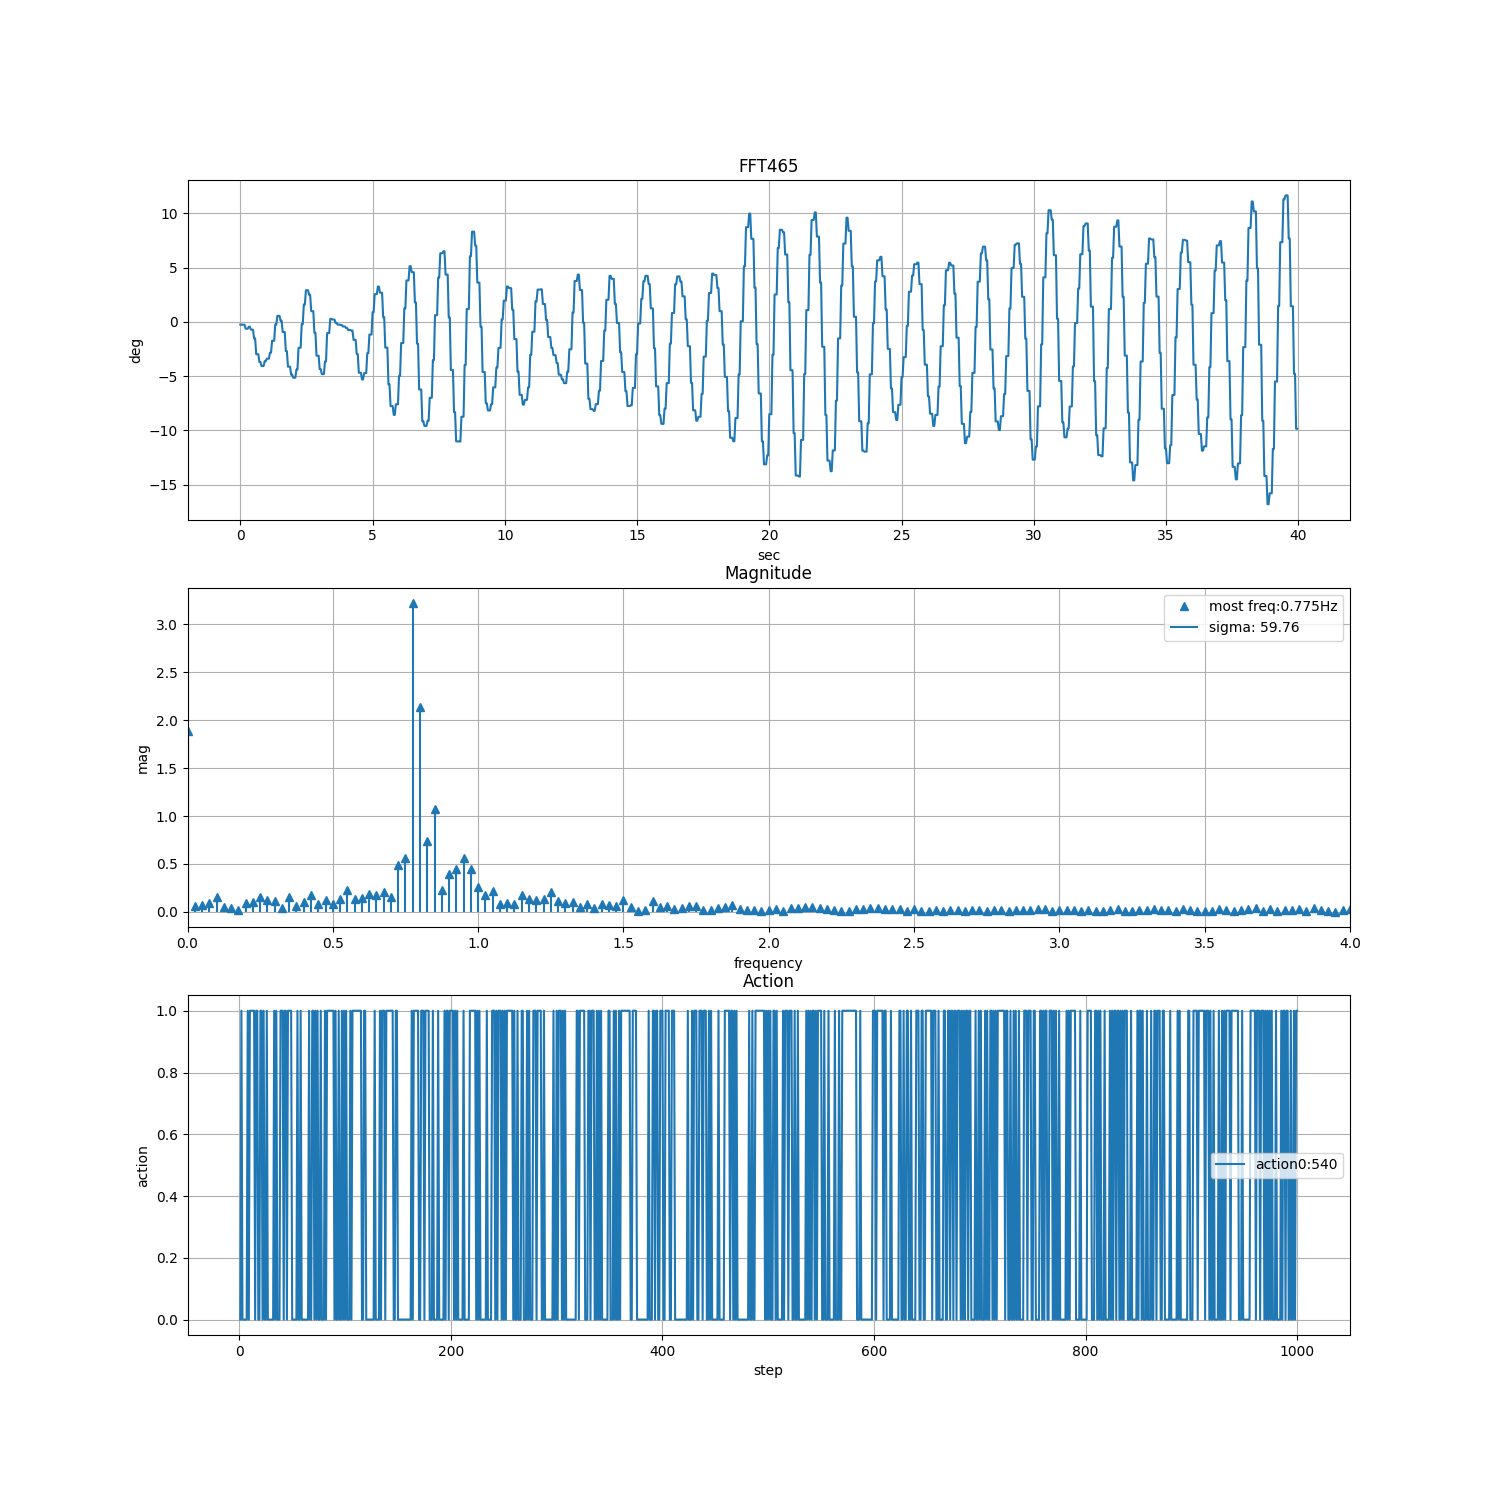 FFT465
10
5
0
−5
−10
−15
deg
0 5 10 15 20 25 30 35 40
sec
Magnitude
3.0
2.5
2.0
1.5
1.0
0.5
0.0
mag
most freq:0.775Hz
sigma: 59.76
0.0 0.5 1.0 1.5 2.0 2.5 3.0 3.5 4.0
frequency
Action
1.0
0.8
0.6
0.4
0.2
0.0
action
action0:540
0 200 400 600 800 1000
step